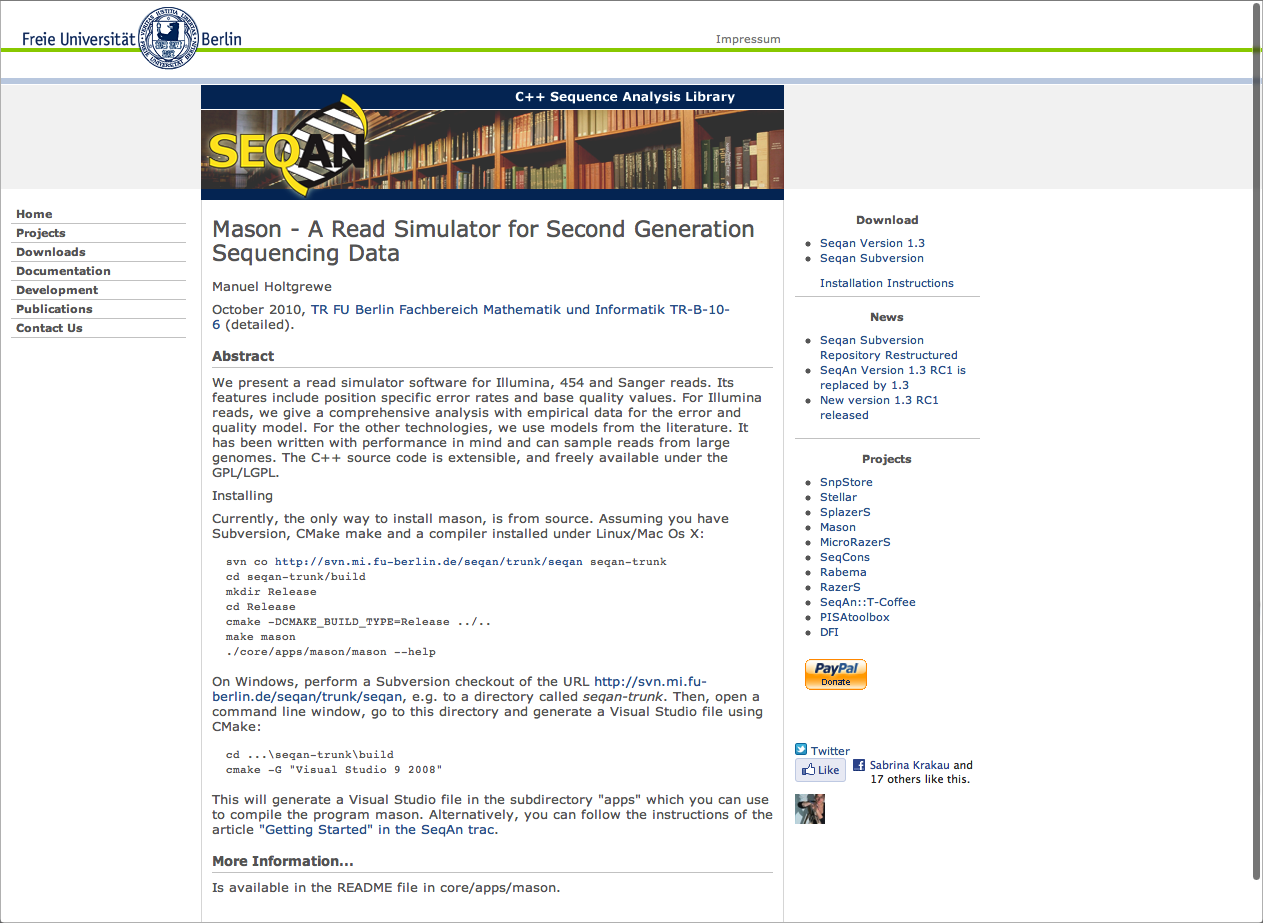 Freie Universität Berlin
Impressum
C++ Sequence Analysis Library
SEQAN
Home
Projects
Downloads
Documentation
Development
Publications
Contact Us
Mason - A Read Simulator for Second Generation
Sequencing Data
Manuel Holtgrewe
October 2010, TR FU Berlin Fachbereich Mathematik und Informatik TR-B-10-
6 (detailed).
Abstract
We present a read simulator software for Illumina, 454 and Sanger reads. Its
features include position specific error rates and base quality values. For Illumina
reads, we give a comprehensive analysis with empirical data for the error and
quality model. For the other technologies, we use models from the literature. It
has been written with performance in mind and can sample reads from large
genomes. The C++ source code is extensible, and freely available under the
GPL/LGPL.
Installing
Currently, the only way to install mason, is from source. Assuming you have
Subversion, CMake make and a compiler installed under Linux/Mac Os X:
svn co http://svn.mi.fu-berlin.de/seqan/trunk/seqan seqan-trunk
cd seqan-trunk/build
mkdir Release
cd Release
cmake -DCMAKE_BUILD_TYPE=Release ../..
make mason
./core/apps/mason/mason --help
On Windows, perform a Subversion checkout of the URL http://svn.mi.fu-
berlin.de/seqan/trunk/seqan, e.g. to a directory called seqan-trunk. Then, open a
command line window, go to this directory and generate a Visual Studio file using
CMake:
cd ...\seqan-trunk\build
cmake -G "Visual Studio 9 2008"
This will generate a Visual Studio file in the subdirectory "apps" which you can use
to compile the program mason. Alternatively, you can follow the instructions of the
article "Getting Started" in the SeqAn trac.
More Information...
Is available in the README file in core/apps/mason.
Download
Seqan Version 1.3
Seqan Subversion
Installation Instructions
News
Seqan Subversion
Repository Restructured
SeqAn Version 1.3 RC1 is
replaced by 1.3
New version 1.3 RC1
released
Projects
SnpStore
Stellar
SplazerS
Mason
MicroRazerS
SeqCons
Rabema
RazerS
SeqAn::T-Coffee
PISAtoolbox
DFI
PayPal
Donate
Twitter
Like
Sabrina Krakau and
17 others like this.